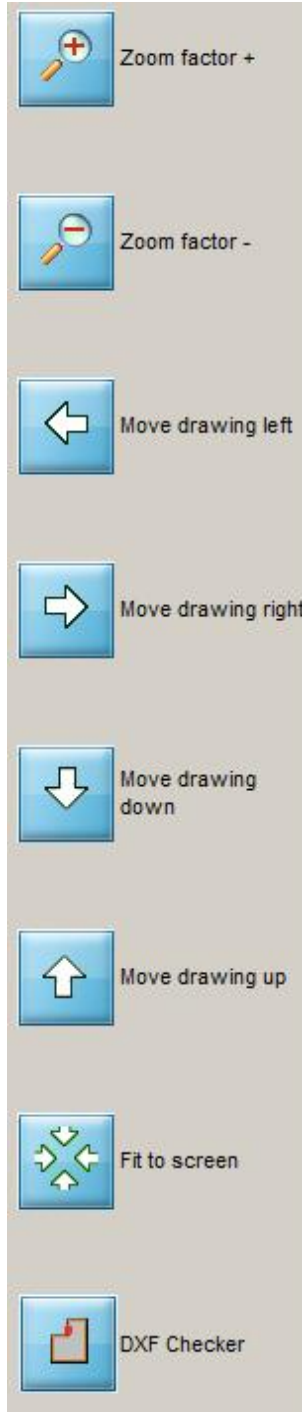 Zoom factor +
Zoom factor -
Move drawing left
Move drawing right
Move drawing
down
Move drawing up
Fit to screen
DXF Checker